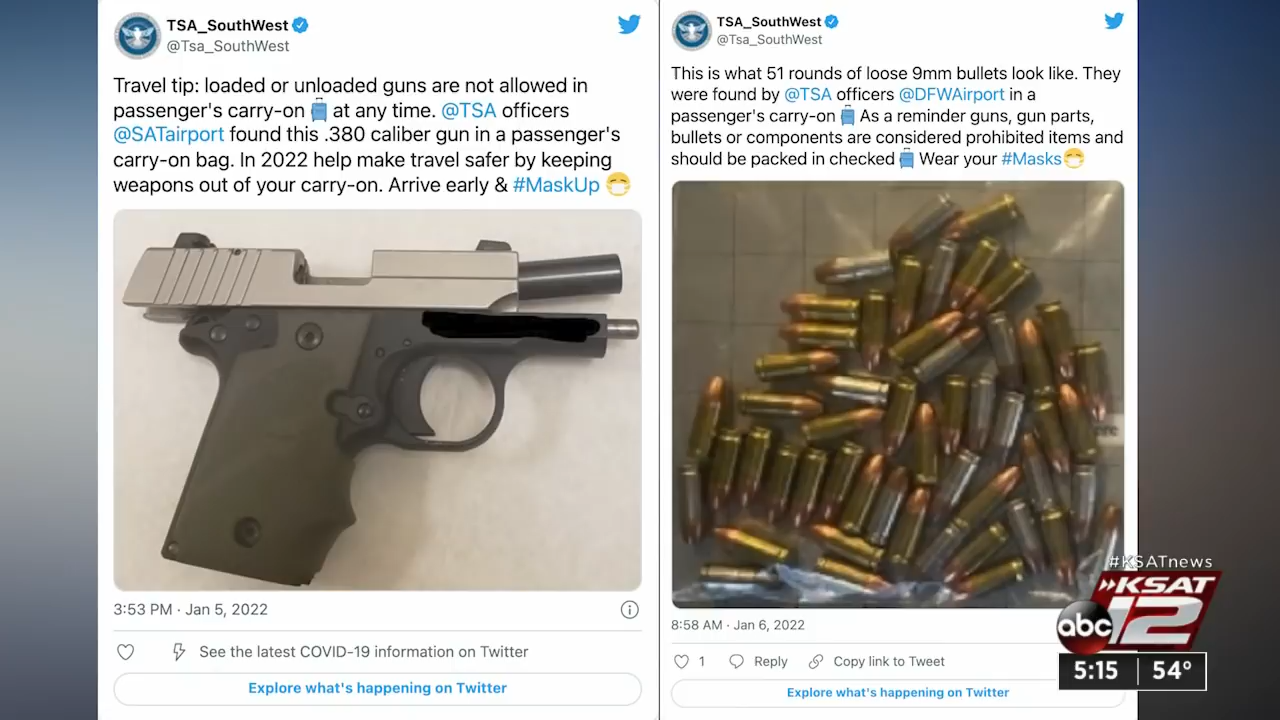 TSA_SouthWest
@Tsa_SouthWest
Travel tip: loaded or unloaded guns are not allowed in
passenger's carry-on 🧳 at any time. @TSA officers
@SATairport found this .380 caliber gun in a passenger's
carry-on bag. In 2022 help make travel safer by keeping
weapons out of your carry-on. Arrive early & #MaskUp 😷
3:53 PM · Jan 5, 2022
See the latest COVID-19 information on Twitter
Explore what's happening on Twitter
TSA_SouthWest
@Tsa_SouthWest
This is what 51 rounds of loose 9mm bullets look like. They
were found by @TSA officers @DFWAirport in a
passenger's carry-on 🧳 As a reminder guns, gun parts,
bullets or components are considered prohibited items and
should be packed in checked 🧳 Wear your #Masks😷
8:58 AM · Jan 6, 2022
1 Reply Copy link to Tweet
Explore what's happening on Twitter
#KSATnews
KSAT
abc 12
5:15 54°